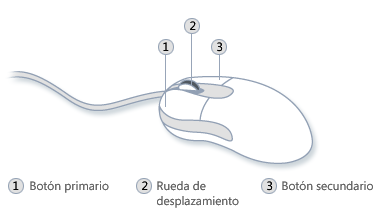 2
1
3
1 Botón primario
2 Rueda de
desplazamiento
3 Botón secundario